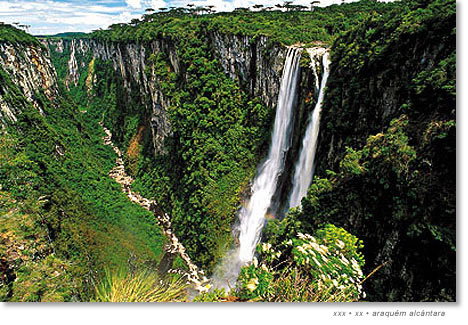 xxx • xx • araquém alcântara